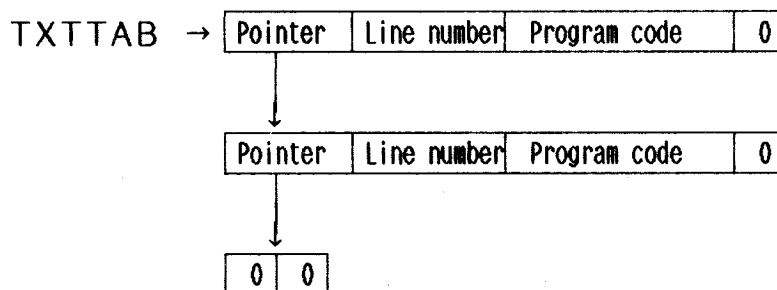 TXTTAB → Pointer Line number Program code 0
Pointer Line number Program code 0
0 0